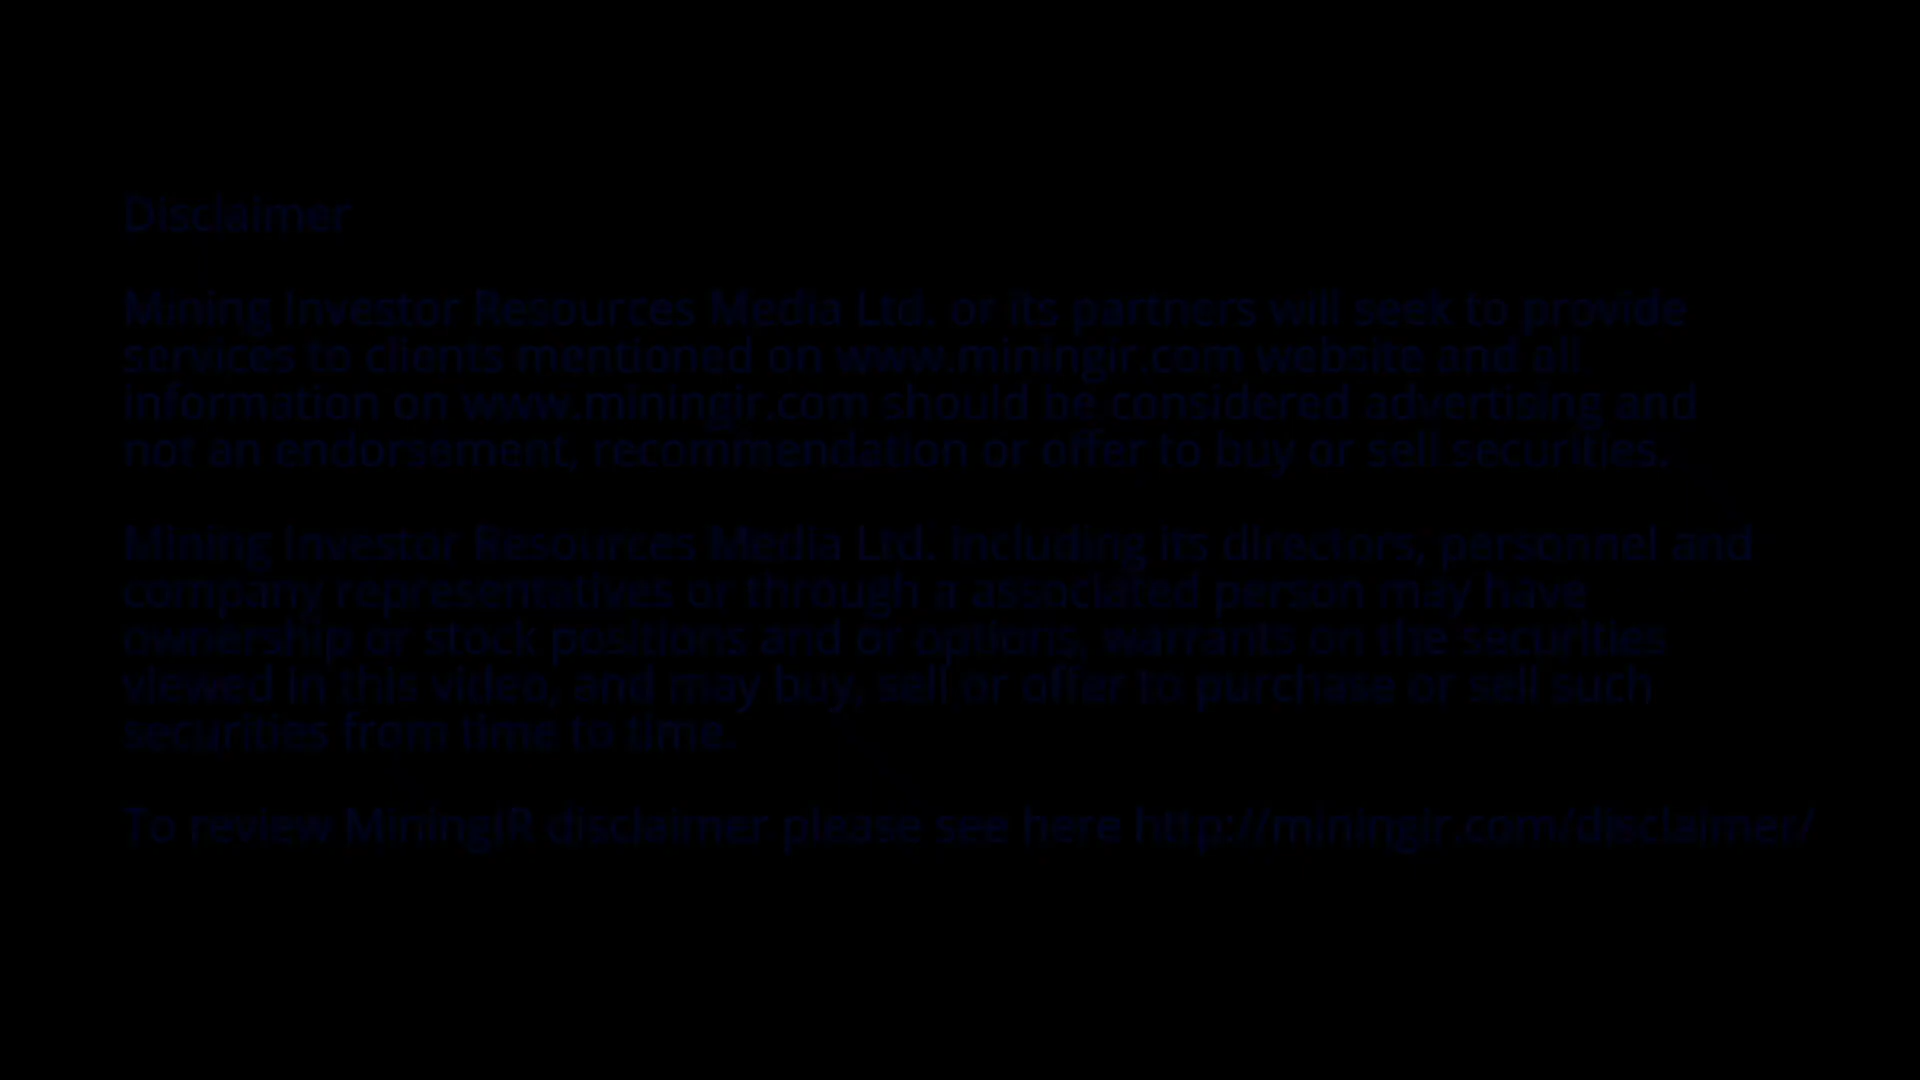 Disclaimer
Mining Investor Resources Media Ltd. or its partners will seek to provide
services to clients mentioned on www.miningir.com website and all
information on www.miningir.com should be considered advertising and
not an endorsement, recommendation or offer to buy or sell securities.
Mining Investor Resources Media Ltd. including its directors, personnel and
company representatives or through a associated person may have
ownership or stock positions and or options, warrants on the securities
viewed in this video, and may buy, sell or offer to purchase or sell such
securities from time to time.
To review MiningIR disclaimer please see here http://miningir.com/disclaimer/